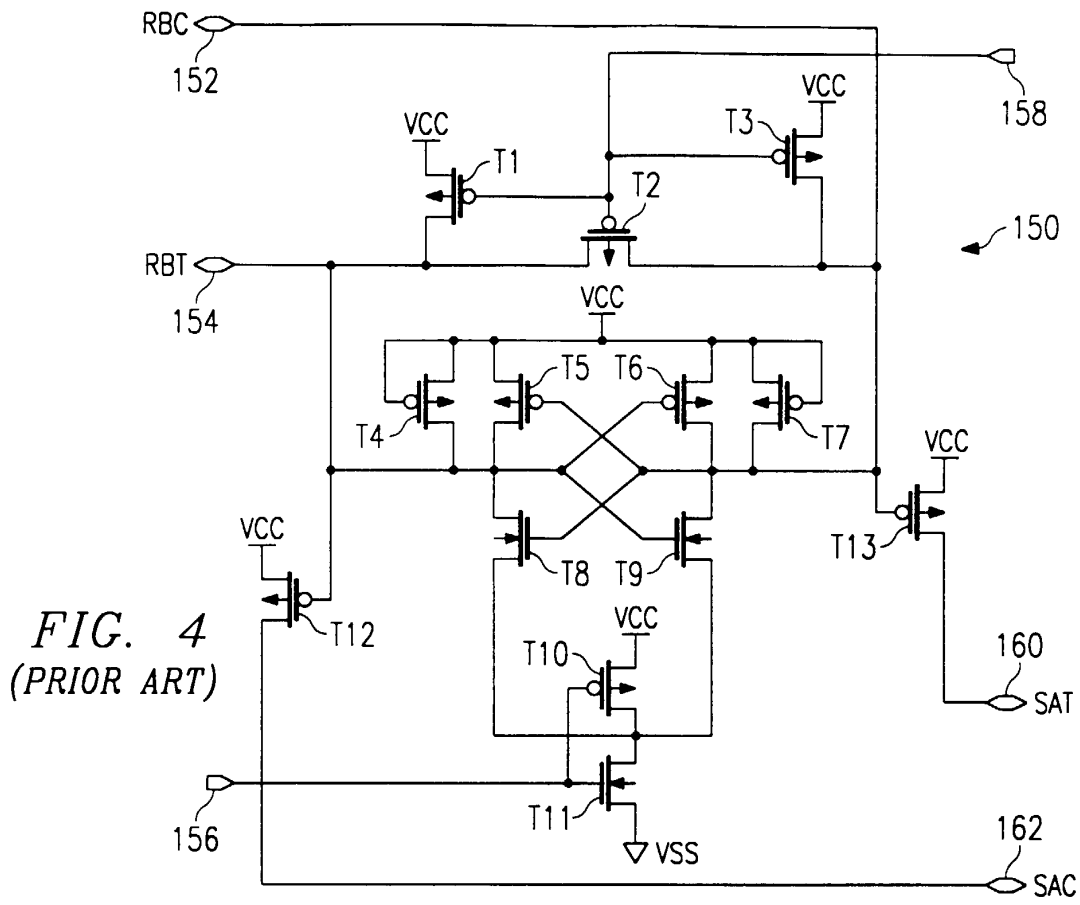 RBC
152
158
VCC
T3
VCC
T1
T2
150
RBT
154
VCC
T5
T6
T4
T7
VCC
T13
VCC
T8
T9
T12
FIG. 4
(PRIOR ART)
VCC
T10
160
SAT
T11
156
VSS
162
SAC